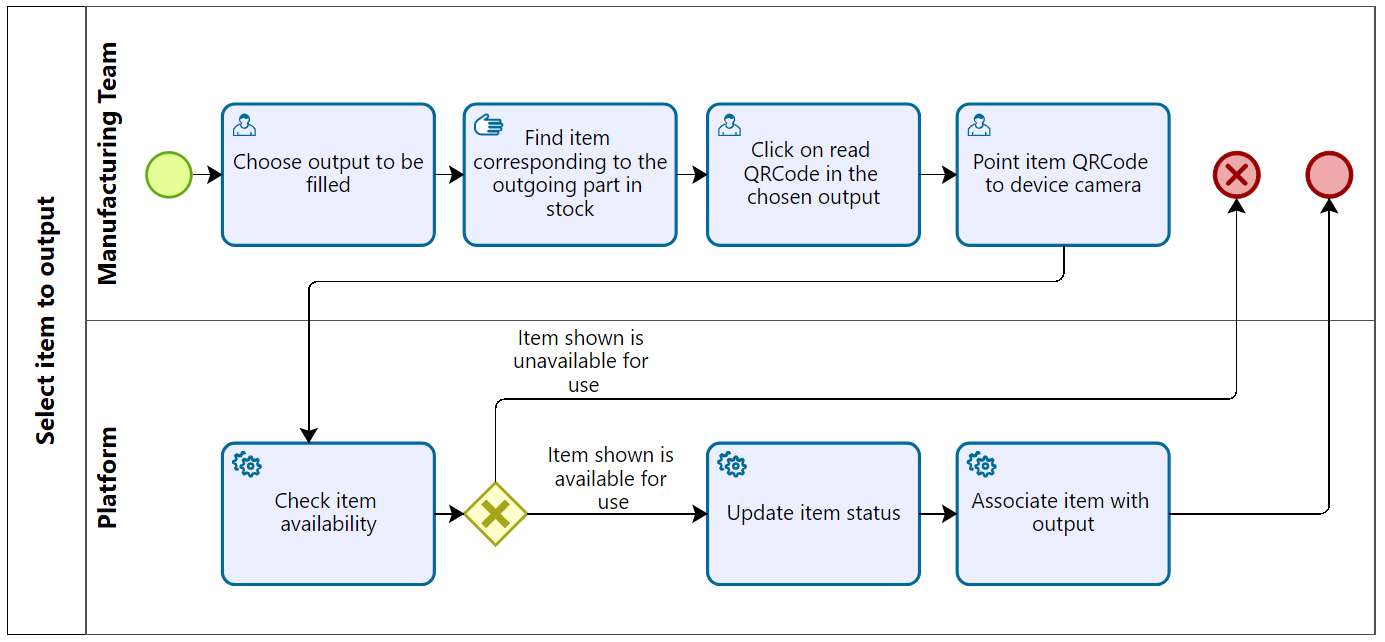 Select item to output
Manufacturing Team
Choose output to be
filled
Find item
corresponding to the
outgoing part in
stock
Click on read
QRCode in the
chosen output
Point item QRCode
to device camera
Platform
Item shown is
unavailable for
use
Check item
availability
Item shown is
available for
use
Update item status
Associate item with
output